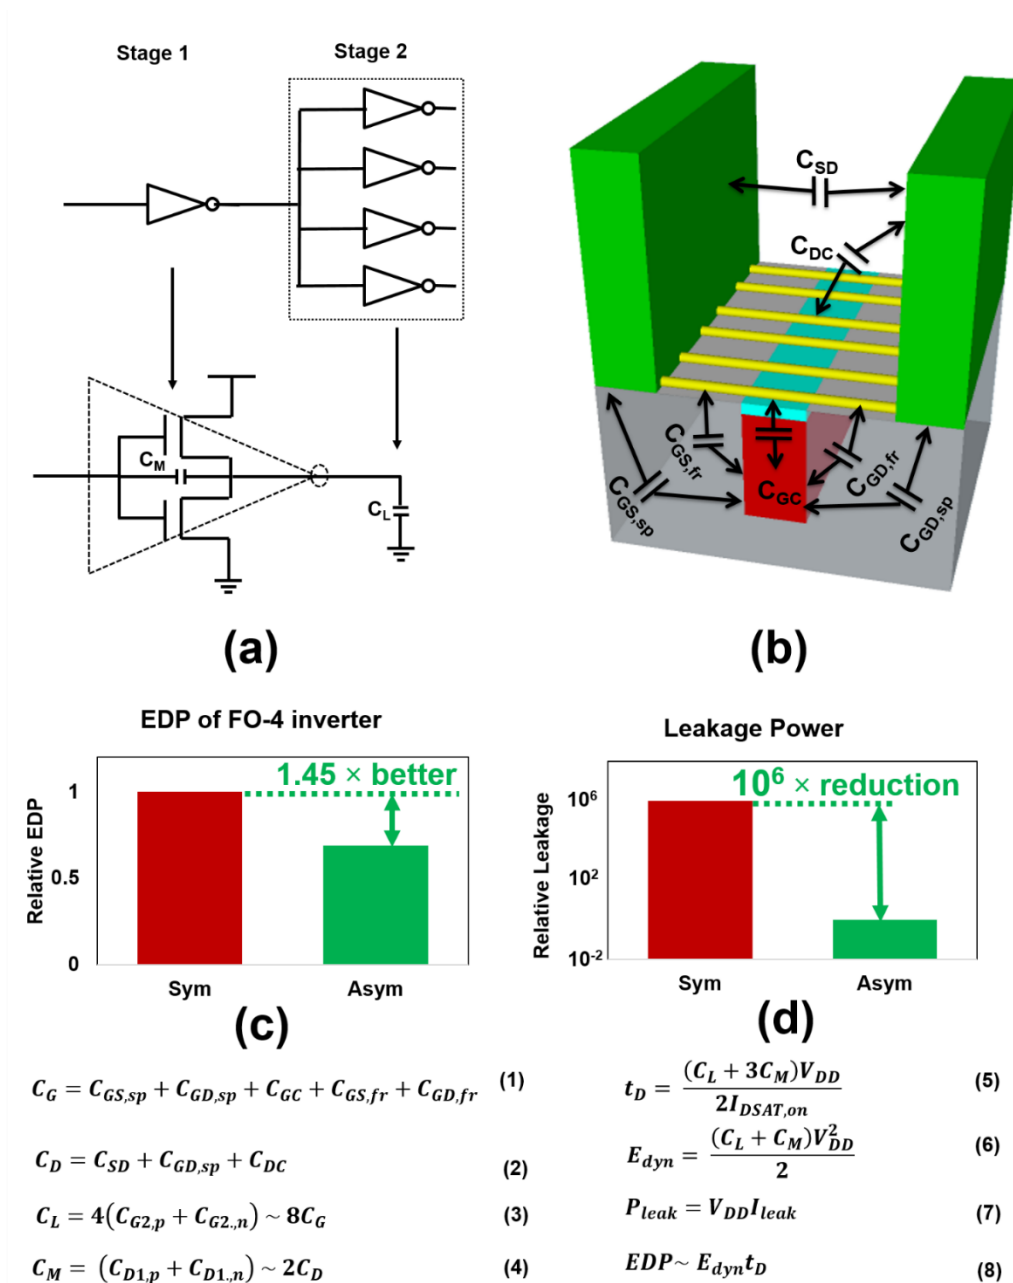 Stage 1
Stage 2
C_M
C_L
(a)
C_SD
C_DC
C_GS,fr
C_GS,sp
C_GC
C_GD,fr
C_GD,sp
(b)
EDP of FO-4 inverter
1.45 × better
Relative EDP
1
0.5
0
Sym Asym
(c)
Leakage Power
10^6 × reduction
Relative Leakage
10^6
10^2
10^-2
Sym Asym
(d)
C_G = C_GS,sp + C_GD,sp + C_GC + C_GS,fr + C_GD,fr (1)
C_D = C_SD + C_GD,sp + C_DC (2)
C_L = 4(C_G2,p + C_G2.,n) ~ 8C_G (3)
C_M = (C_D1,p + C_D1.,n) ~ 2C_D (4)
t_D = (C_L + 3C_M)V_DD / 2I_DSAT,on (5)
E_dyn = (C_L + C_M)V_DD^2 / 2 (6)
P_leak = V_DD I_leak (7)
EDP ~ E_dyn t_D (8)